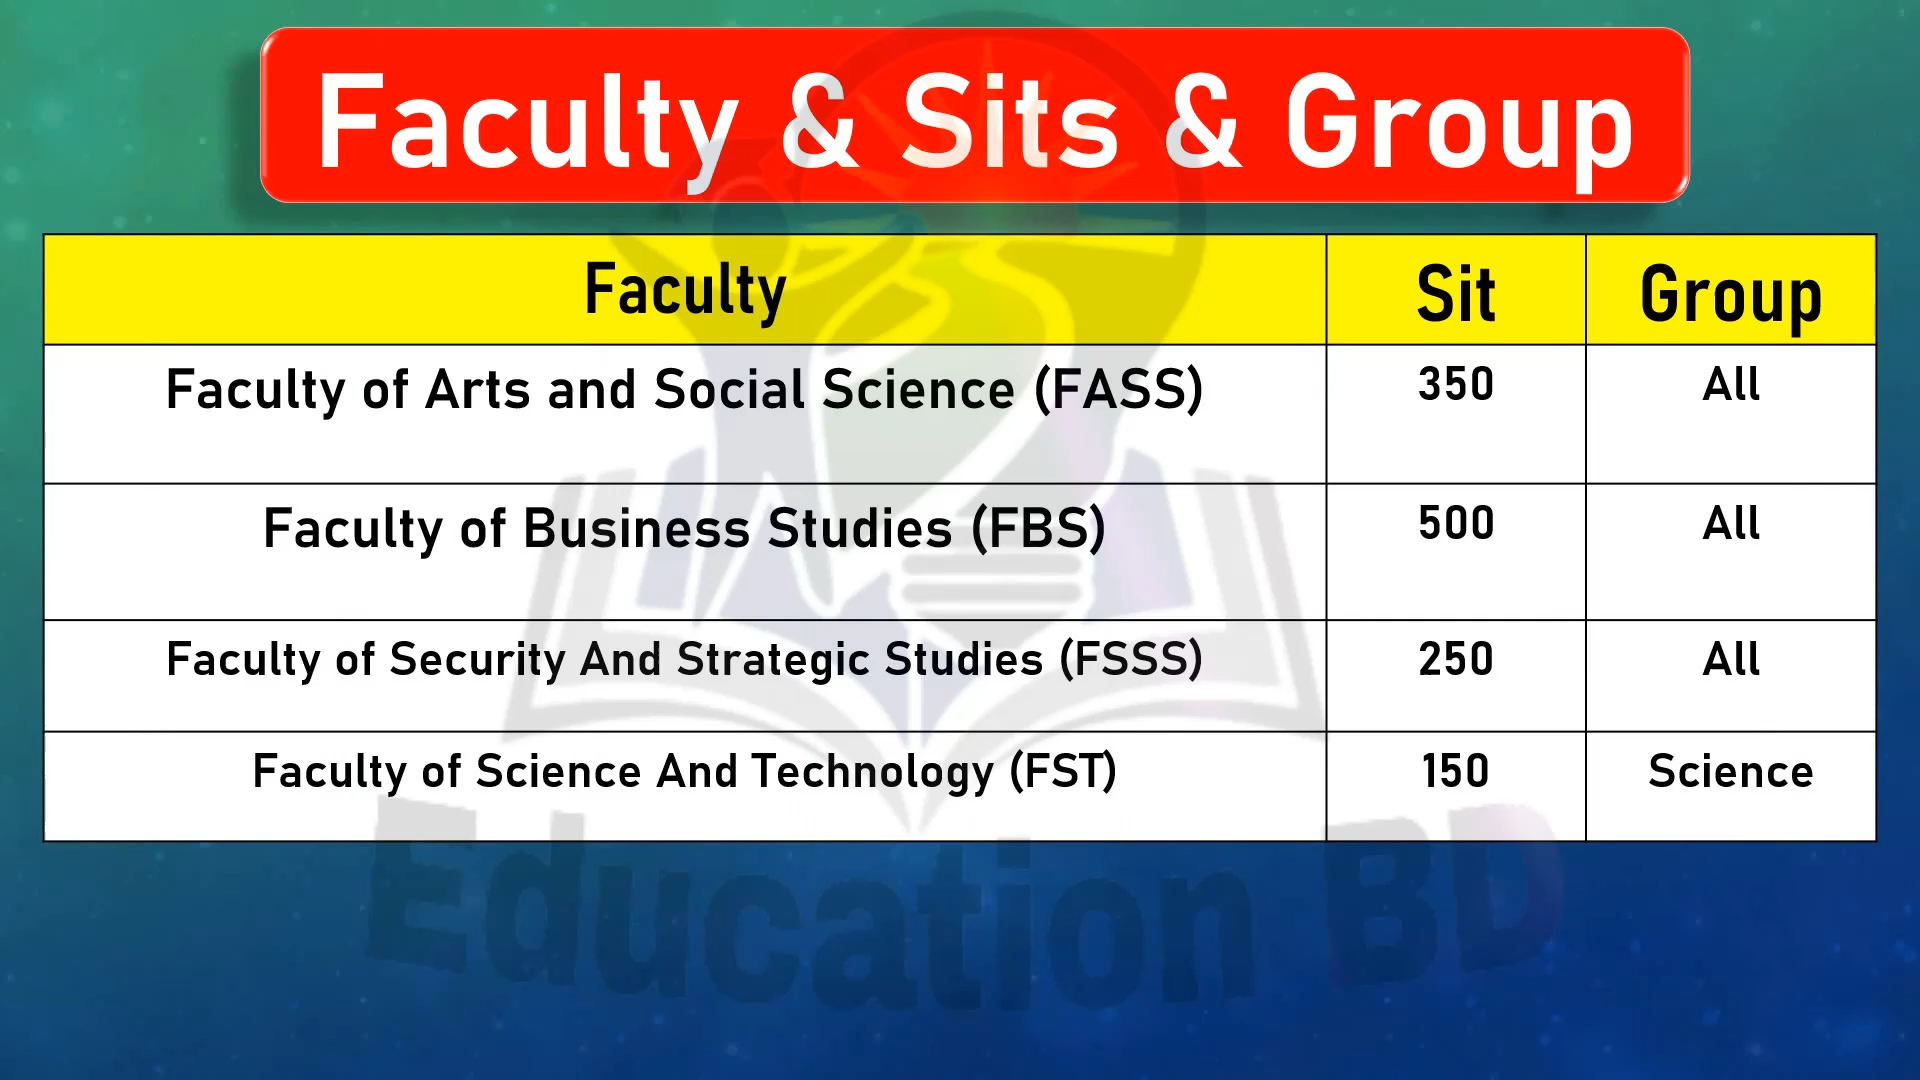 Faculty & Sits & Group
Faculty Sit Group
Faculty of Arts and Social Science (FASS) 350 All
Faculty of Business Studies (FBS) 500 All
Faculty of Security And Strategic Studies (FSSS) 250 All
Faculty of Science And Technology (FST) 150 Science
Education BD